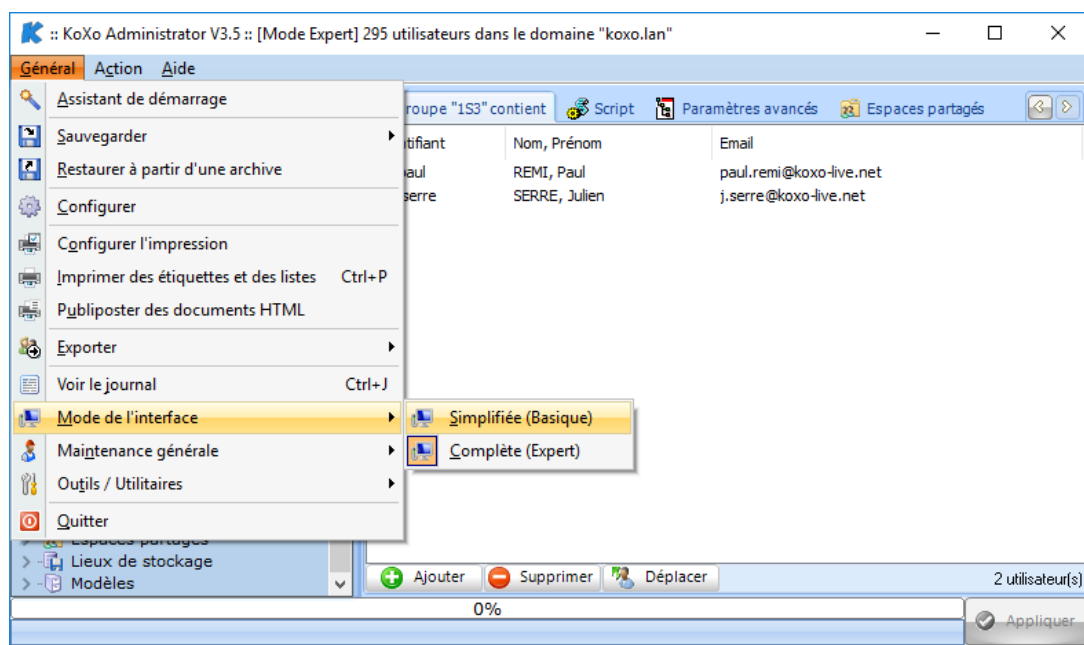 :: KoXo Administrator V3.5 :: [Mode Expert] 295 utilisateurs dans le domaine "koxo.lan"
Général Action Aide
Assistant de démarrage
Sauvegarder
Restaurer à partir d'une archive
Configurer
Configurer l'impression
Imprimer des étiquettes et des listes Ctrl+P
Publiposter des documents HTML
Exporter
Voir le journal Ctrl+J
Mode de l'interface
Maintenance générale
Outils / Utilitaires
Quitter
Simplifiée (Basique)
Complète (Expert)
roupe "1S3" contient Script Paramètres avancés Espaces partagés
tifiant Nom, Prénom Email
aul REMI, Paul paul.remi@koxo-live.net
serre SERRE, Julien j.serre@koxo-live.net
Espaces partagés
Lieux de stockage
Modèles
Ajouter Supprimer Déplacer 2 utilisateur(s)
0%
Appliquer